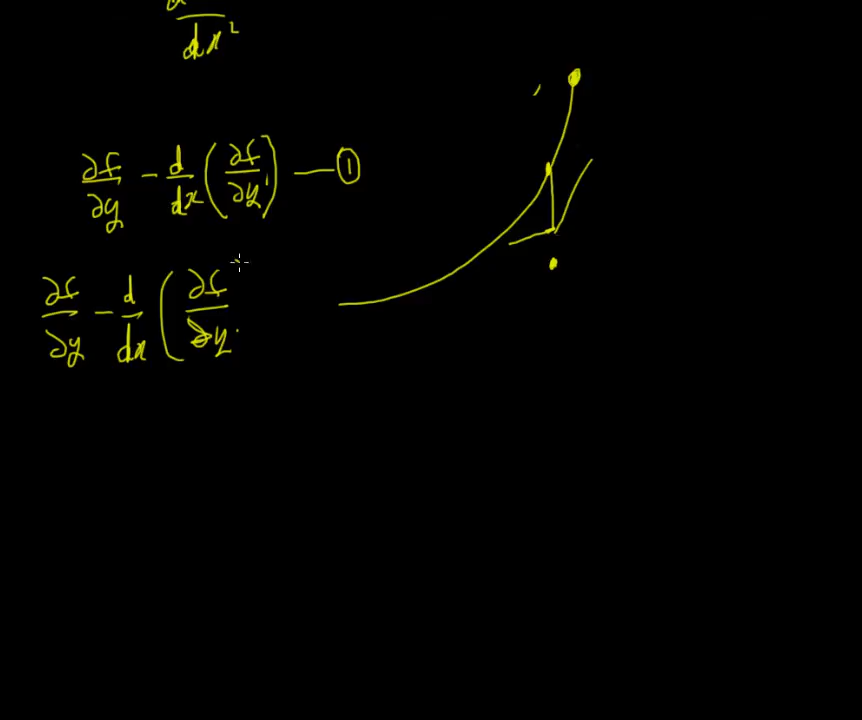 dx²
∂f/∂y − d/dx (∂f/∂y') — ①
∂f/∂y − d/dx (∂f/∂y